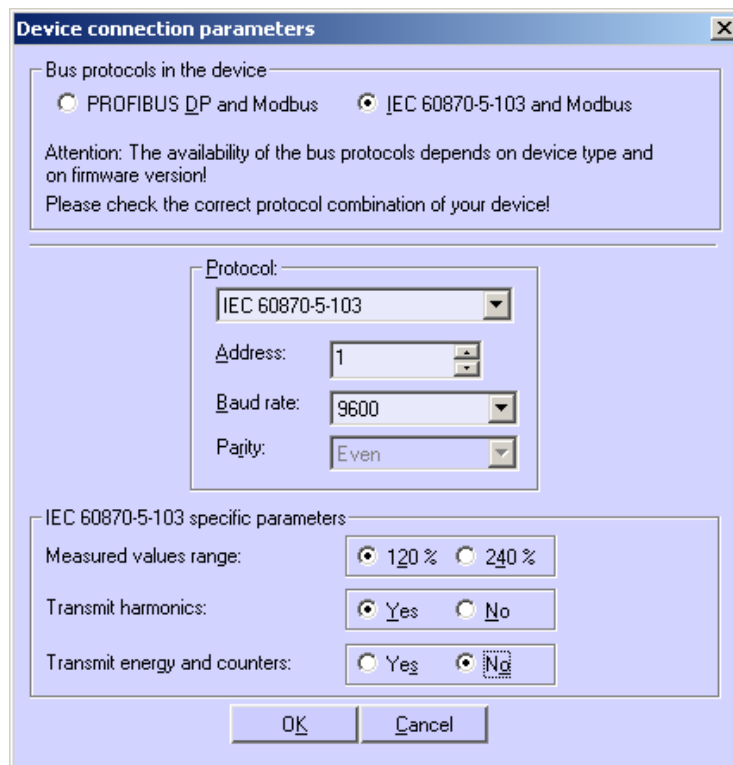 Device connection parameters
Bus protocols in the device
PROFIBUS DP and Modbus IEC 60870-5-103 and Modbus
Attention: The availability of the bus protocols depends on device type and
on firmware version!
Please check the correct protocol combination of your device!
Protocol:
IEC 60870-5-103
Address: 1
Baud rate: 9600
Parity: Even
IEC 60870-5-103 specific parameters
Measured values range: 120 % 240 %
Transmit harmonics: Yes No
Transmit energy and counters: Yes No
OK Cancel